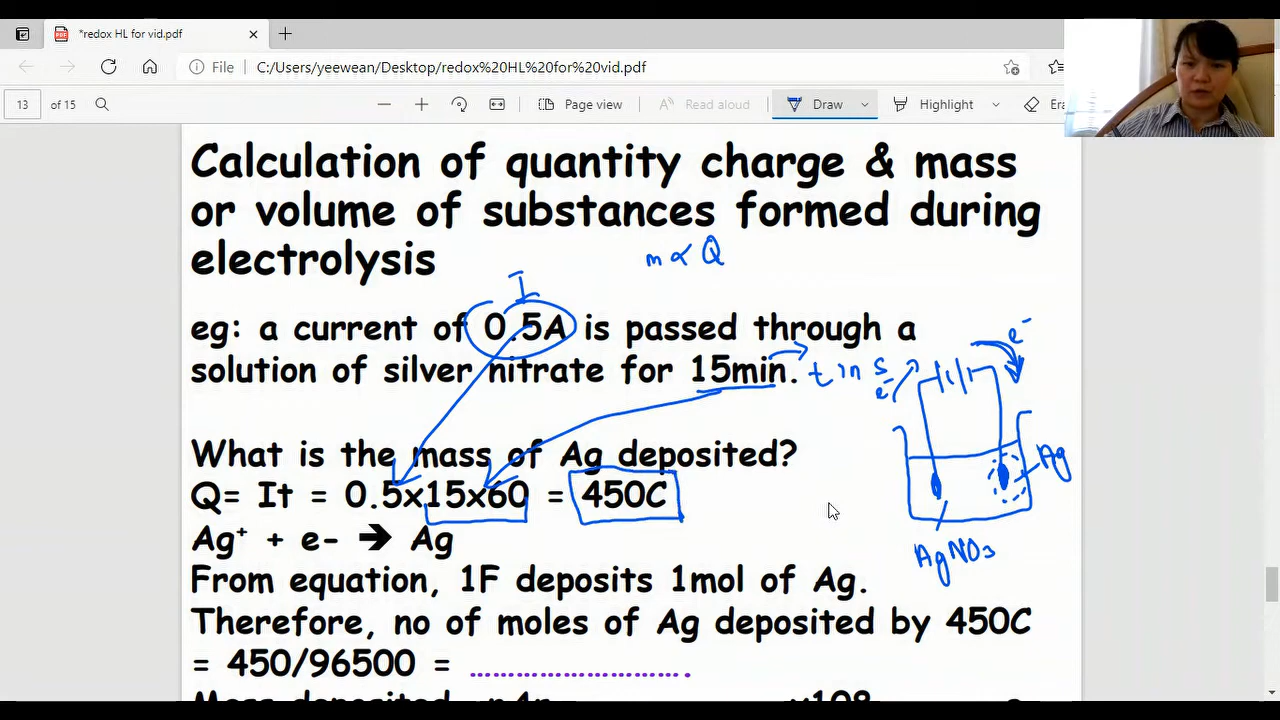 *redox HL for vid.pdf
File C:/Users/yeewean/Desktop/redox%20HL%20for%20vid.pdf
13 of 15 Page view Read aloud Draw Highlight Era
Calculation of quantity charge & mass
or volume of substances formed during
electrolysis
m ∝ Q
I
eg: a current of 0.5A is passed through a
solution of silver nitrate for 15min.
t in s
e⁻
e⁻
What is the mass of Ag deposited?
Ag
Q= It = 0.5x15x60 = 450C
Ag⁺ + e- ➔ Ag
AgNO₃
From equation, 1F deposits 1mol of Ag.
Therefore, no of moles of Ag deposited by 450C
= 450/96500 = ........................